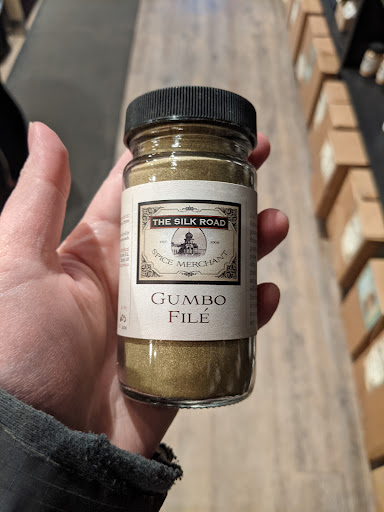 THE SILK ROAD
SPICE MERCHANT
GUMBO
FILÉ